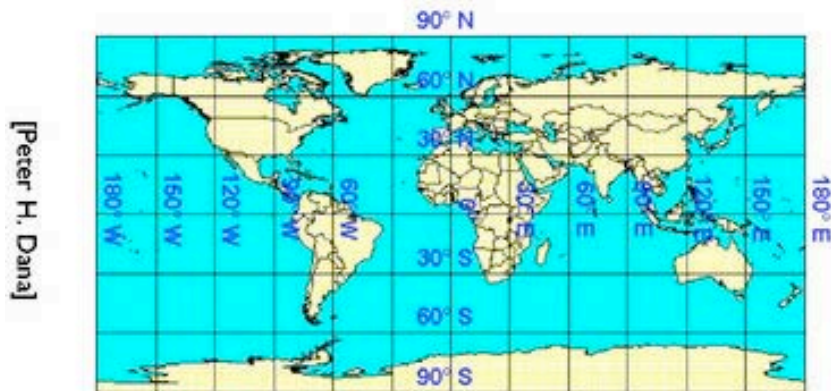 90° N
60° N
30° N
180° W
150° W
120° W
90° W
60° W
0°
30° E
60° E
90° E
120° E
150° E
180° E
30° S
60° S
90° S
[Peter H. Dana]